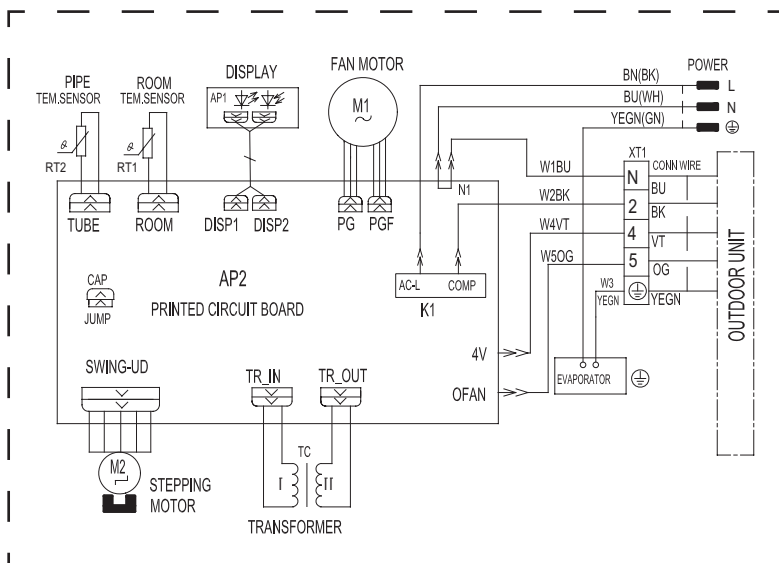 POWER
PIPE
TEM.SENSOR
ROOM
TEM.SENSOR
DISPLAY
FAN MOTOR
BN(BK)
L
BU(WH)
N
YEGN(GN)
AP1
M1
RT2
RT1
XT1
CONN WIRE
W1BU
N
BU
W2BK
2
BK
W4VT
4
VT
W5OG
5
OG
W3
YEGN
YEGN
N1
TUBE
ROOM
DISP1
DISP2
PG
PGF
AC-L
COMP
K1
AP2
PRINTED CIRCUIT BOARD
CAP
JUMP
OUTDOOR UNIT
4V
OFAN
EVAPORATOR
SWING-UD
TR_IN
TR_OUT
M2
STEPPING
MOTOR
TC
I
II
TRANSFORMER